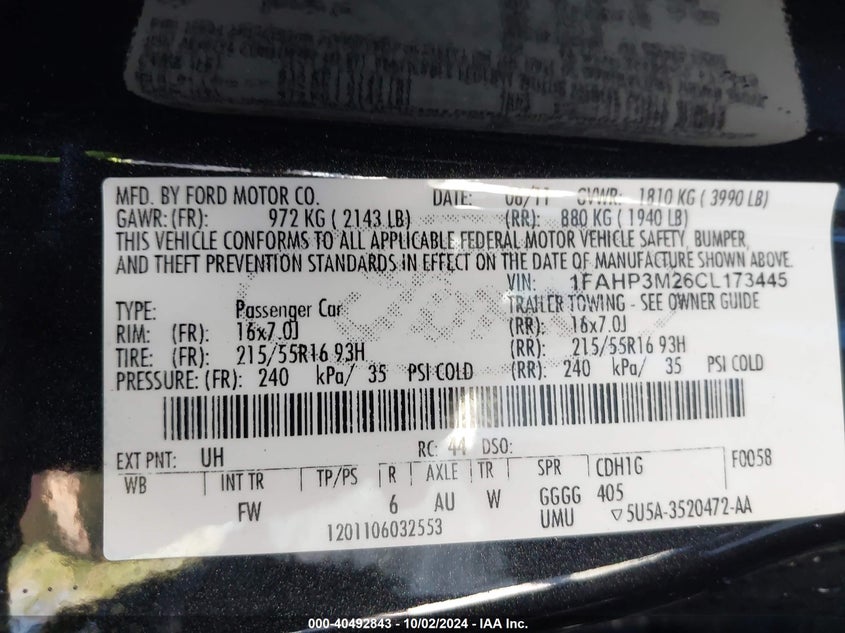 MFD. BY FORD MOTOR CO. DATE: 06/11 GVWR: 1810 KG ( 3990 LB)
GAWR: (FR): 972 KG ( 2143 LB) (RR): 880 KG ( 1940 LB)
THIS VEHICLE CONFORMS TO ALL APPLICABLE FEDERAL MOTOR VEHICLE SAFETY, BUMPER,
AND THEFT PREVENTION STANDARDS IN EFFECT ON THE DATE OF MANUFACTURE SHOWN ABOVE.
VIN: 1FAHP3M26CL173445
TYPE: Passenger Car TRAILER TOWING - SEE OWNER GUIDE
RIM: (FR): 16x7.0J (RR): 16x7.0J
TIRE: (FR): 215/55R16 93H (RR): 215/55R16 93H
PRESSURE: (FR): 240 kPa/ 35 PSI COLD (RR): 240 kPa/ 35 PSI COLD
EXT PNT: UH RC: 44 DSO: F0058
WB INT TR TP/PS R AXLE TR SPR CDH1G
FW 6 AU W GGGG 405
1201106032553 UMU ▽5U5A-3520472-AA
000-40492843 - 10/02/2024 - IAA Inc.